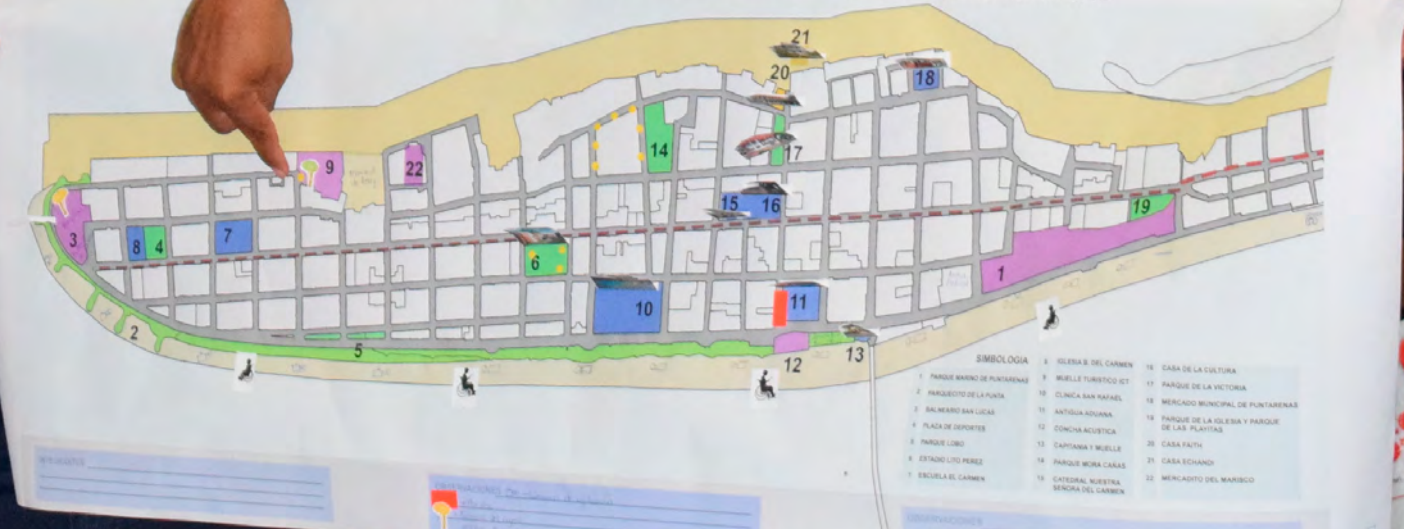 21
20
18
9
22
14
17
15
16
19
8
4
7
3
6
1
10
11
2
5
12
13
SIMBOLOGIA
1 PARQUE MARINO DE PUNTARENAS
2 PARQUECITO DE LA PUNTA
3 BALNEARIO SAN LUCAS
4 PLAZA DE DEPORTES
5 PARQUE LOBO
6 ESTADIO LITO PEREZ
7 ESCUELA EL CARMEN
8 IGLESIA B. DEL CARMEN
9 MUELLE TURISTICO ICT
10 CLINICA SAN RAFAEL
11 ANTIGUA ADUANA
12 CONCHA ACUSTICA
13 CAPITANIA Y MUELLE
14 PARQUE MORA CAÑAS
15 CATEDRAL NUESTRA
SEÑORA DEL CARMEN
16 CASA DE LA CULTURA
17 PARQUE DE LA VICTORIA
18 MERCADO MUNICIPAL DE PUNTARENAS
19 PARQUE DE LA IGLESIA Y PARQUE
DE LAS PLAYITAS
20 CASA FAITH
21 CASA ECHANDI
22 MERCADITO DEL MARISCO
OBSERVACIONES
OBSERVACIONES